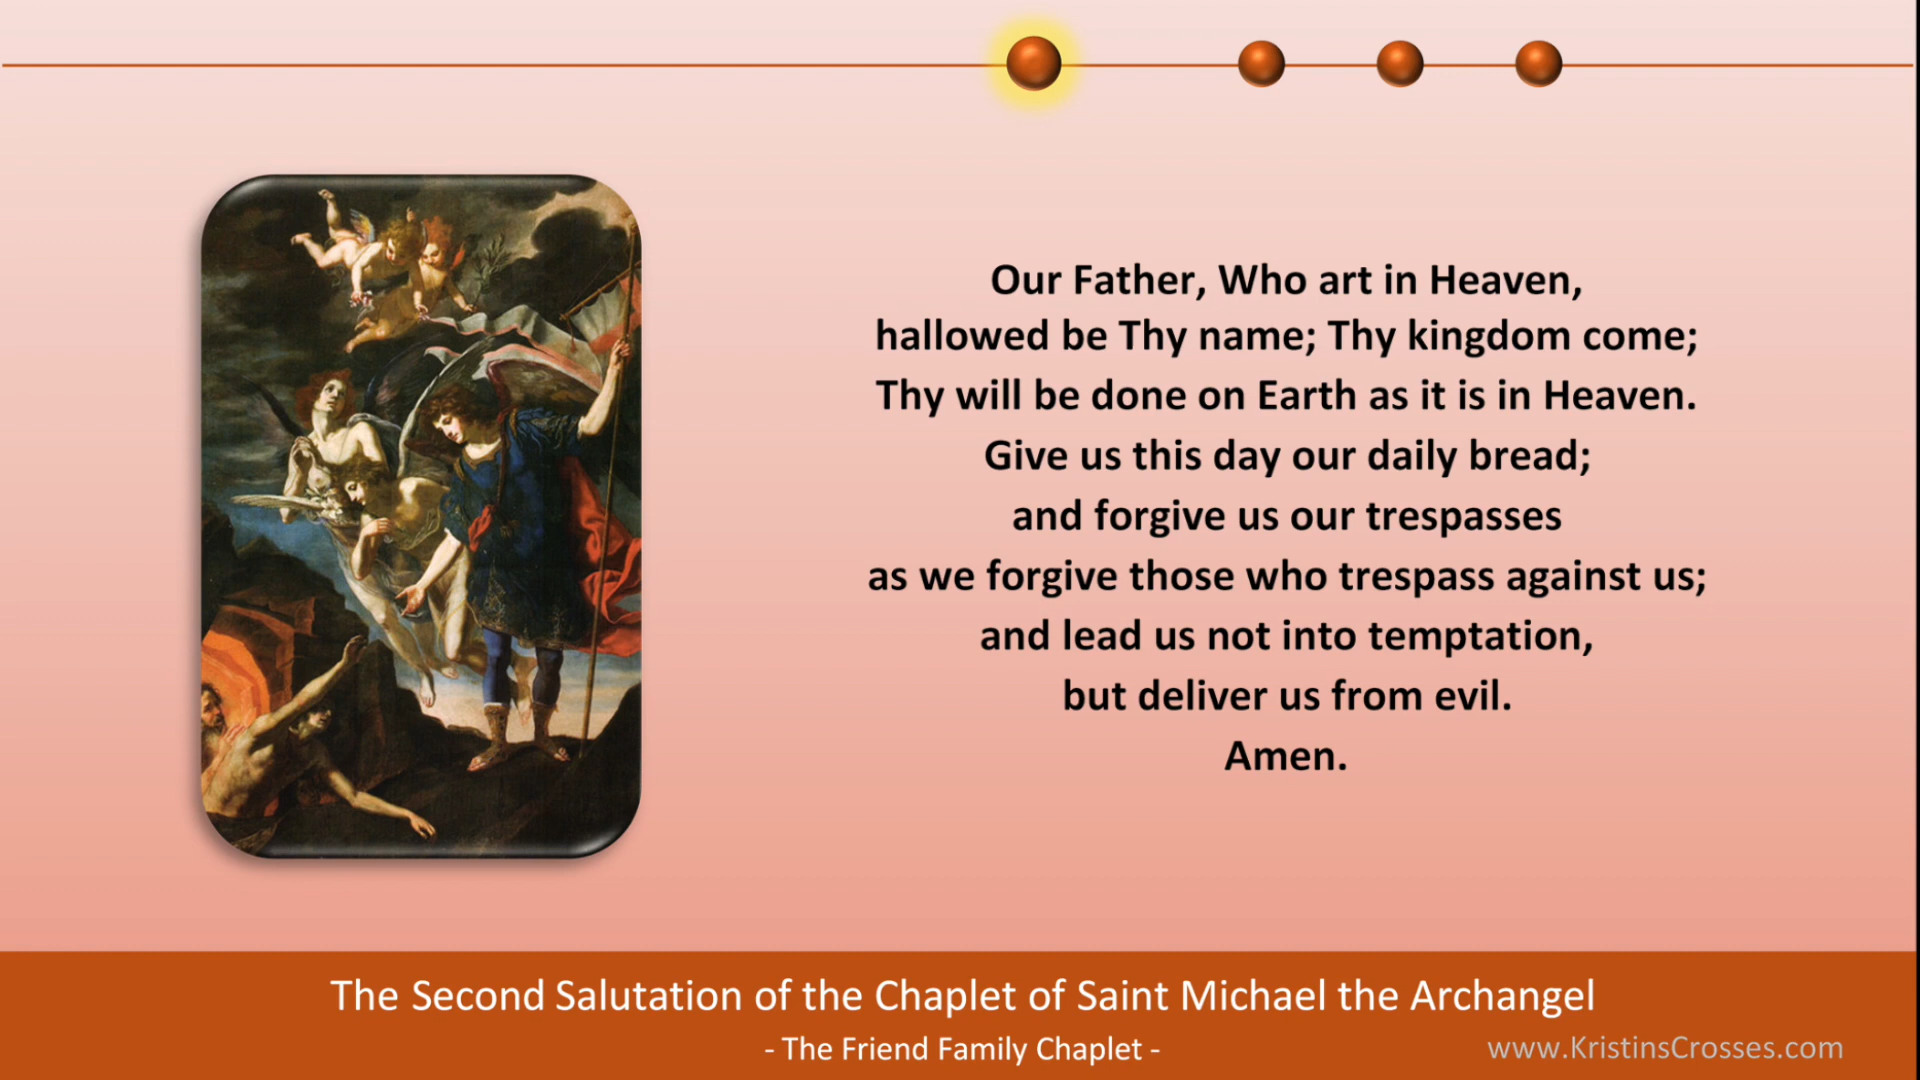 Our Father, Who art in Heaven,
hallowed be Thy name; Thy kingdom come;
Thy will be done on Earth as it is in Heaven.
Give us this day our daily bread;
and forgive us our trespasses
as we forgive those who trespass against us;
and lead us not into temptation,
but deliver us from evil.
Amen.
The Second Salutation of the Chaplet of Saint Michael the Archangel
- The Friend Family Chaplet -
www.KristinsCrosses.com